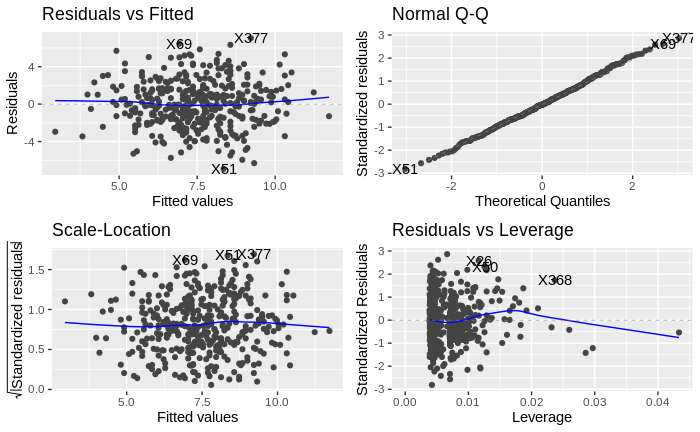 Residuals vs Fitted
Residuals
4
0
-4
X69
X377
X51
5.0 7.5 10.0
Fitted values
Normal Q-Q
Standardized residuals
3
2
1
0
-1
-2
-3
X69
X377
X51
-2 0 2
Theoretical Quantiles
Scale-Location
√|Standardized residuals|
1.5
1.0
0.5
0.0
X69
X51
X377
5.0 7.5 10.0
Fitted values
Residuals vs Leverage
Standardized Residuals
3
2
1
0
-1
-2
-3
X368
0.00 0.01 0.02 0.03 0.04
Leverage